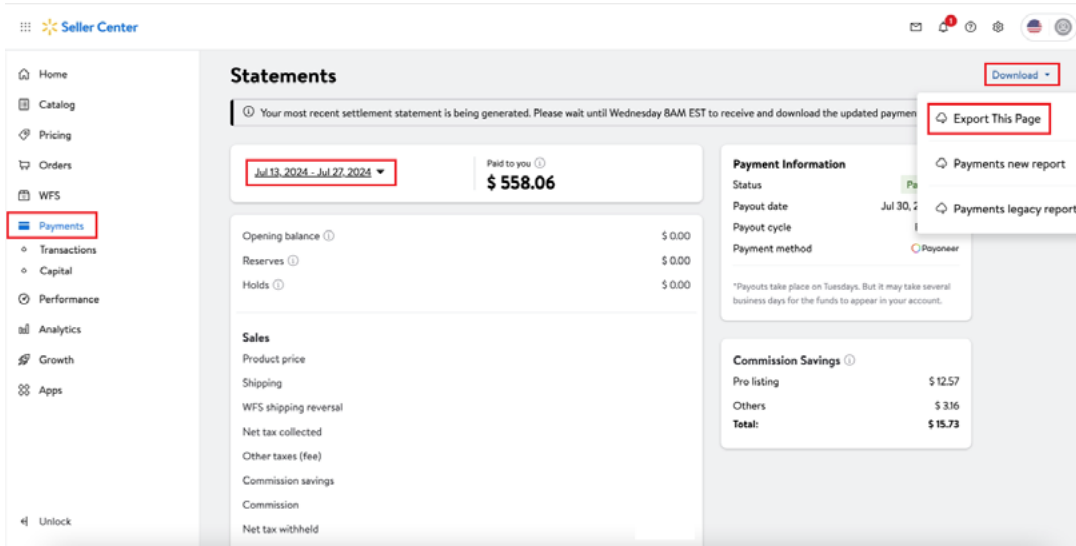 Seller Center
1
Home
Catalog
Pricing
Orders
WFS
Payments
Transactions
Capital
Performance
Analytics
Growth
Apps
Unlock
Statements
Download
Your most recent settlement statement is being generated. Please wait until Wednesday 8AM EST to receive and download the updated paymen
Export This Page
Payments new report
Payments legacy report
Jul 13, 2024 - Jul 27, 2024
Paid to you
$ 558.06
Opening balance $ 0.00
Reserves $ 0.00
Holds $ 0.00
Sales
Product price
Shipping
WFS shipping reversal
Net tax collected
Other taxes (fee)
Commission savings
Commission
Net tax withheld
Payment Information
Status Pa
Payout date Jul 30, 2
Payout cycle
Payment method Payoneer
*Payouts take place on Tuesdays. But it may take several
business days for the funds to appear in your account.
Commission Savings
Pro listing $ 12.57
Others $ 3.16
Total: $ 15.73